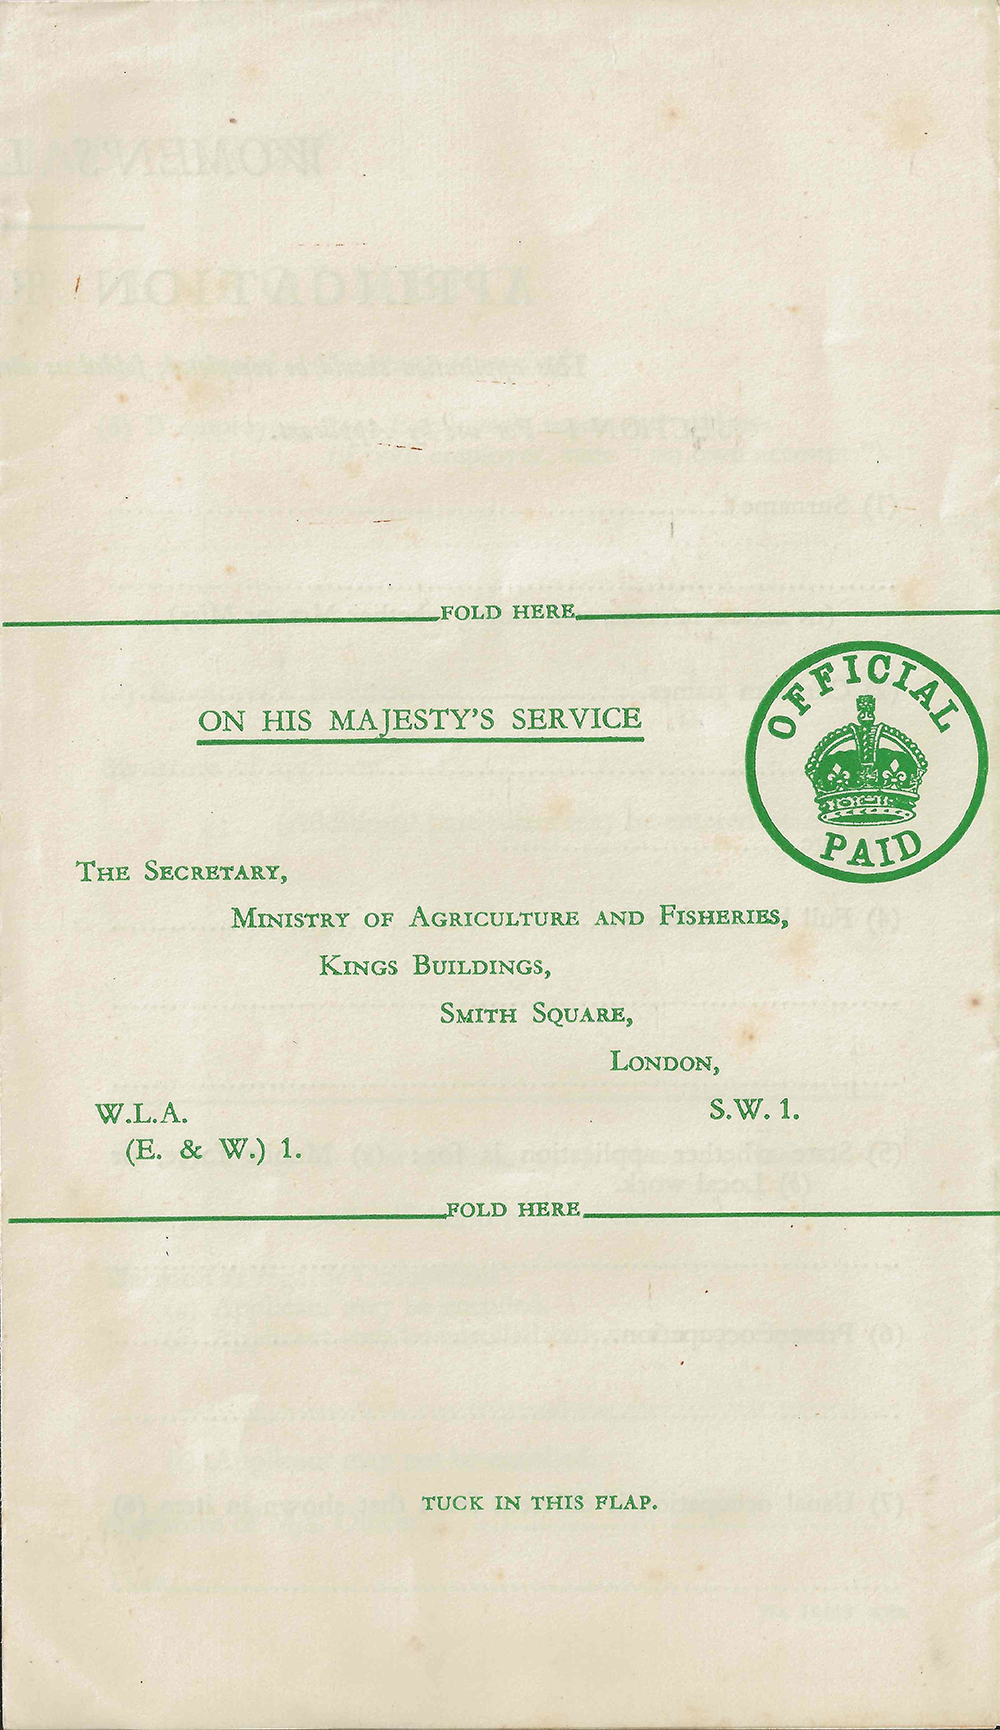 FOLD HERE
ON HIS MAJESTY'S SERVICE
OFFICIAL
PAID
THE SECRETARY,
MINISTRY OF AGRICULTURE AND FISHERIES,
KINGS BUILDINGS,
SMITH SQUARE,
LONDON,
S.W. 1.
W.L.A.
(E. & W.) 1.
FOLD HERE
TUCK IN THIS FLAP.